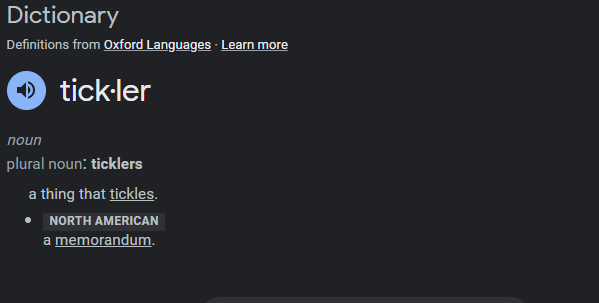 Dictionary
Definitions from Oxford Languages · Learn more
tick·ler
noun
plural noun: ticklers
a thing that tickles.
NORTH AMERICAN
a memorandum.